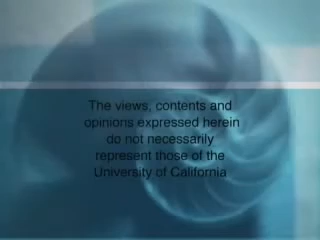 The views, contents and
opinions expressed herein
do not necessarily
represent those of the
University of California